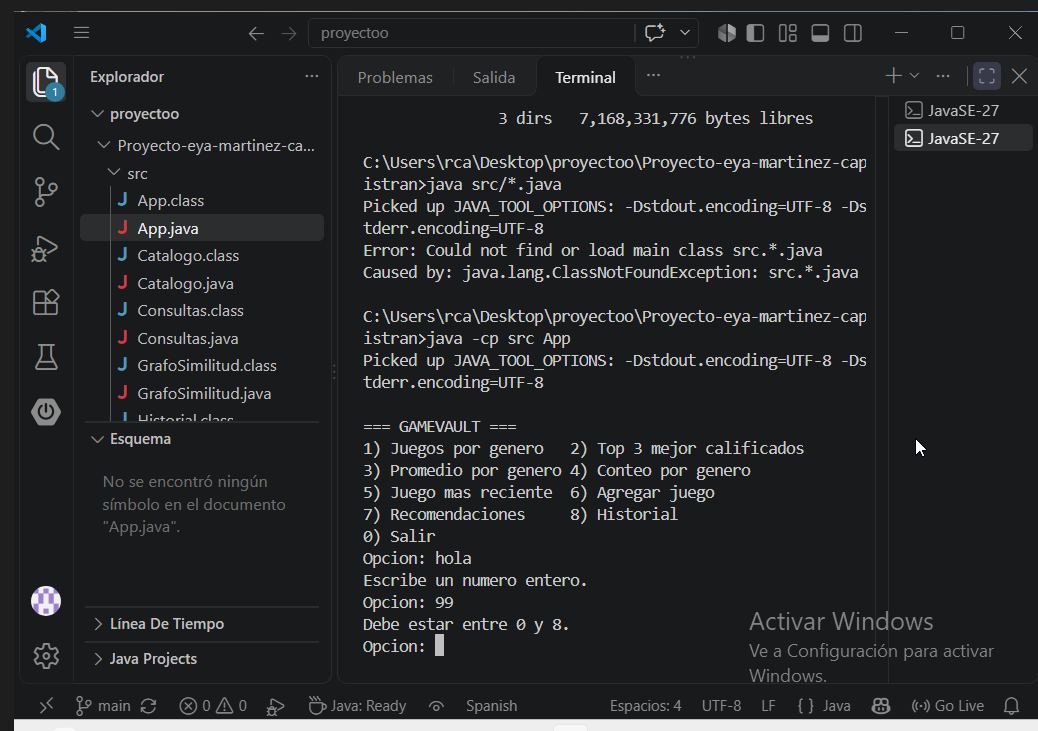 proyectoo
Explorador
Problemas
Salida
Terminal
1
proyectoo
Proyecto-eya-martinez-ca...
src
App.class
App.java
Catalogo.class
Catalogo.java
Consultas.class
Consultas.java
GrafoSimilitud.class
GrafoSimilitud.java
Historial.class
Esquema
No se encontró ningún
símbolo en el documento
"App.java".
Línea De Tiempo
Java Projects
3 dirs   7,168,331,776 bytes libres
C:\Users\rca\Desktop\proyectoo\Proyecto-eya-martinez-cap
istran>java src/*.java
Picked up JAVA_TOOL_OPTIONS: -Dstdout.encoding=UTF-8 -Ds
tderr.encoding=UTF-8
Error: Could not find or load main class src.*.java
Caused by: java.lang.ClassNotFoundException: src.*.java
C:\Users\rca\Desktop\proyectoo\Proyecto-eya-martinez-cap
istran>java -cp src App
Picked up JAVA_TOOL_OPTIONS: -Dstdout.encoding=UTF-8 -Ds
tderr.encoding=UTF-8
=== GAMEVAULT ===
1) Juegos por genero   2) Top 3 mejor calificados
3) Promedio por genero 4) Conteo por genero
5) Juego mas reciente  6) Agregar juego
7) Recomendaciones     8) Historial
0) Salir
Opcion: hola
Escribe un numero entero.
Opcion: 99
Debe estar entre 0 y 8.
Opcion:
JavaSE-27
JavaSE-27
Activar Windows
Ve a Configuración para activar
Windows.
main
0
0
Java: Ready
Spanish
Espacios: 4
UTF-8
LF
{ } Java
Go Live